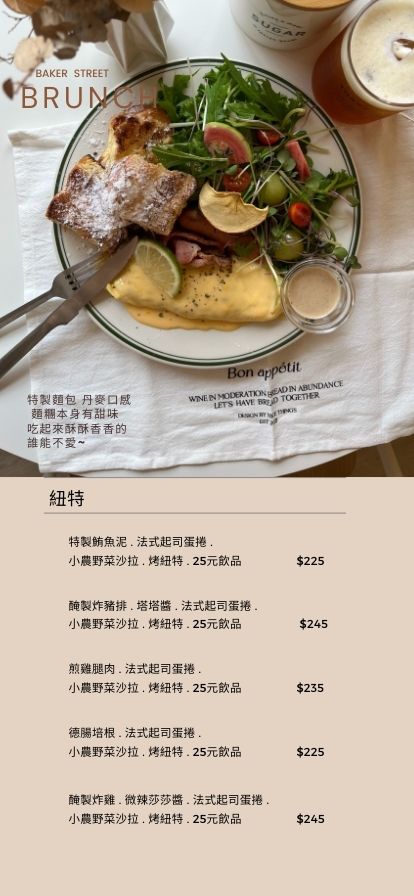 SUGAR
BAKER STREET
BRUNCH
Bon appétit
WINE IN MODERATION BREAD IN ABUNDANCE
LET'S HAVE BREAD TOGETHER
DESIGN BY THINGS
特製麵包 丹麥口感
麵糰本身有甜味
吃起來酥酥香香的
誰能不愛~
紐特
特製鮪魚泥 . 法式起司蛋捲 .
小農野菜沙拉 . 烤紐特 . 25元飲品 $225
醃製炸豬排 . 塔塔醬 . 法式起司蛋捲 .
小農野菜沙拉 . 烤紐特 . 25元飲品 $245
煎雞腿肉 . 法式起司蛋捲 .
小農野菜沙拉 . 烤紐特 . 25元飲品 $235
德腸培根 . 法式起司蛋捲 .
小農野菜沙拉 . 烤紐特 . 25元飲品 $225
醃製炸雞 . 微辣莎莎醬 . 法式起司蛋捲 .
小農野菜沙拉 . 烤紐特 . 25元飲品 $245